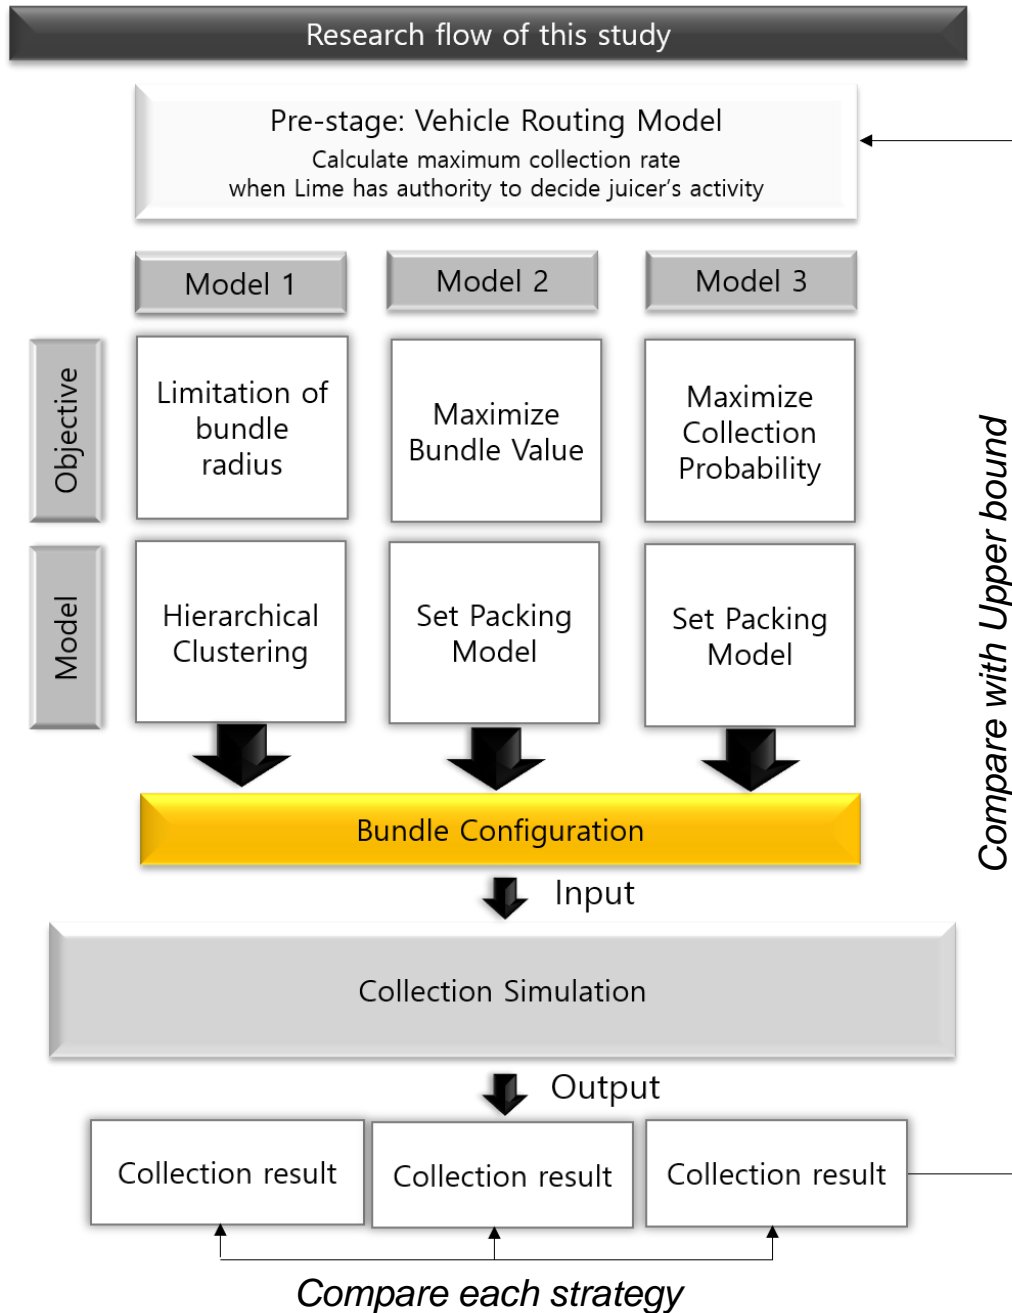 Research flow of this study
Pre-stage: Vehicle Routing Model
Calculate maximum collection rate
when Lime has authority to decide juicer's activity
Model 1
Model 2
Model 3
Objective
Limitation of
bundle
radius
Maximize
Bundle Value
Maximize
Collection
Probability
Model
Hierarchical
Clustering
Set Packing
Model
Set Packing
Model
Compare with Upper bound
Bundle Configuration
Input
Collection Simulation
Output
Collection result
Collection result
Collection result
Compare each strategy